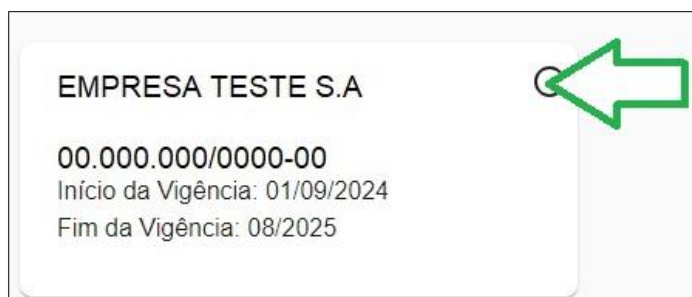 EMPRESA TESTE S.A
00.000.000/0000-00
Início da Vigência: 01/09/2024
Fim da Vigência: 08/2025